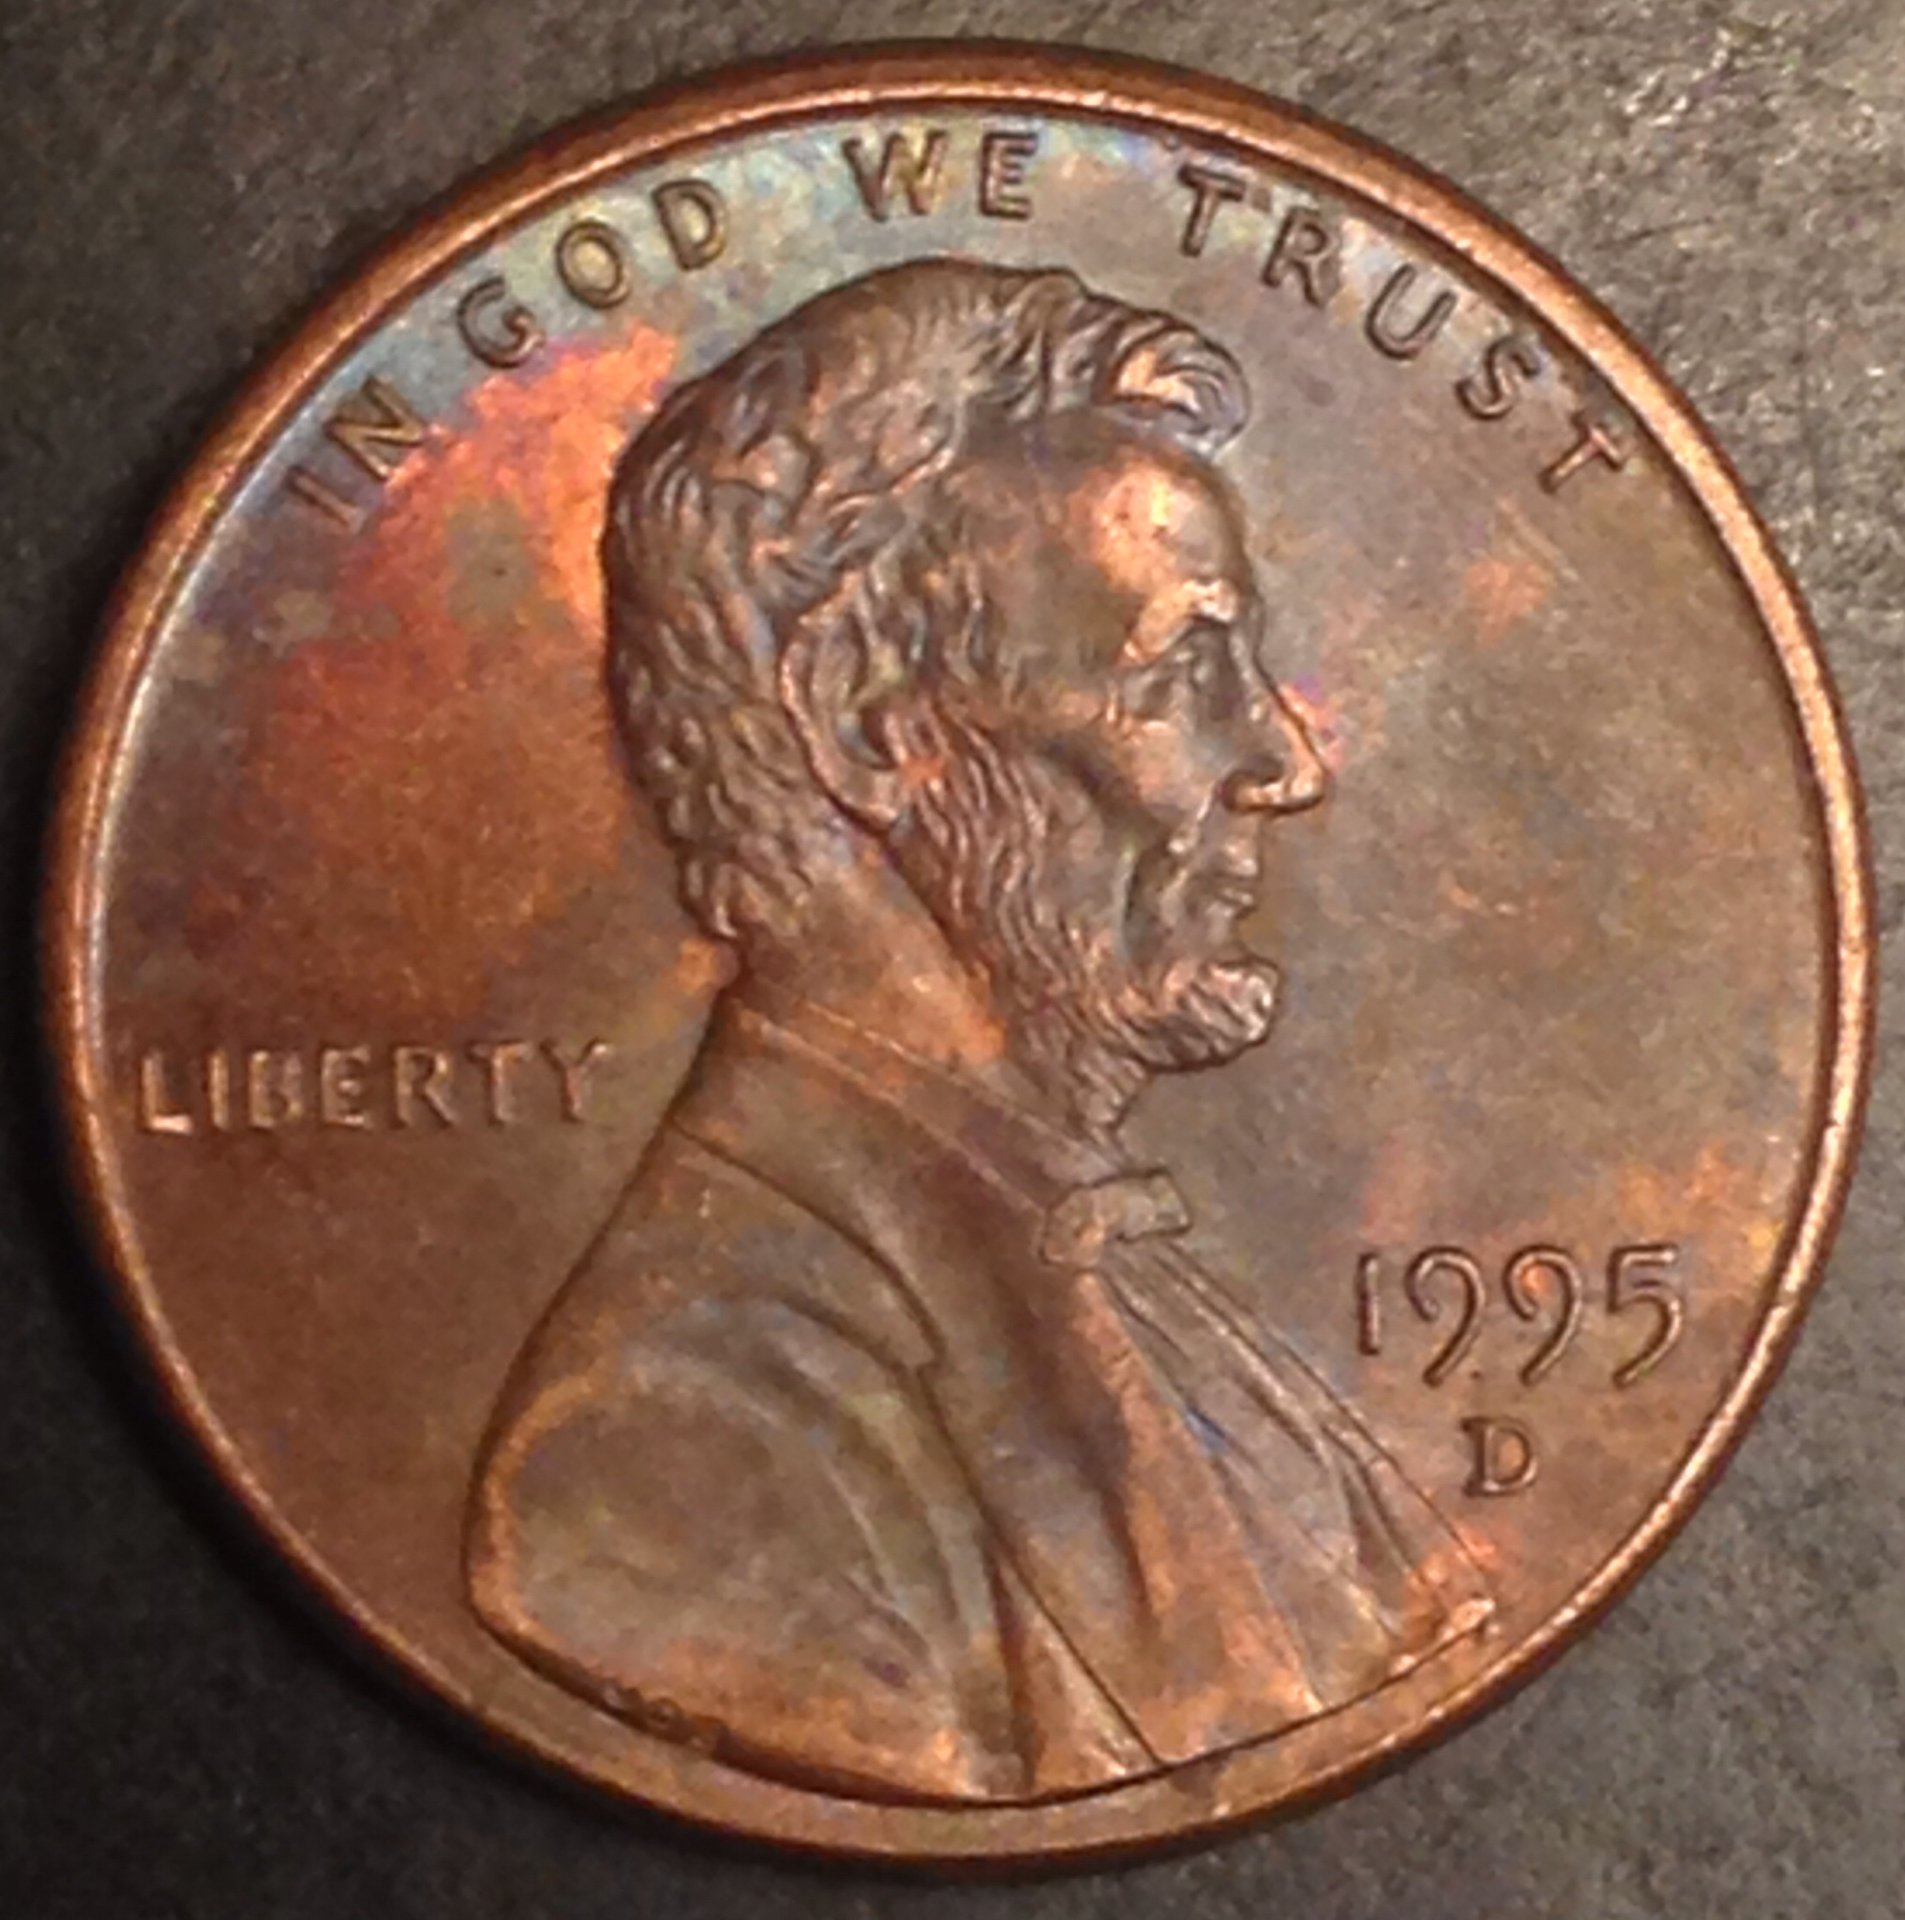 IN GOD WE TRUST
LIBERTY
1995
D